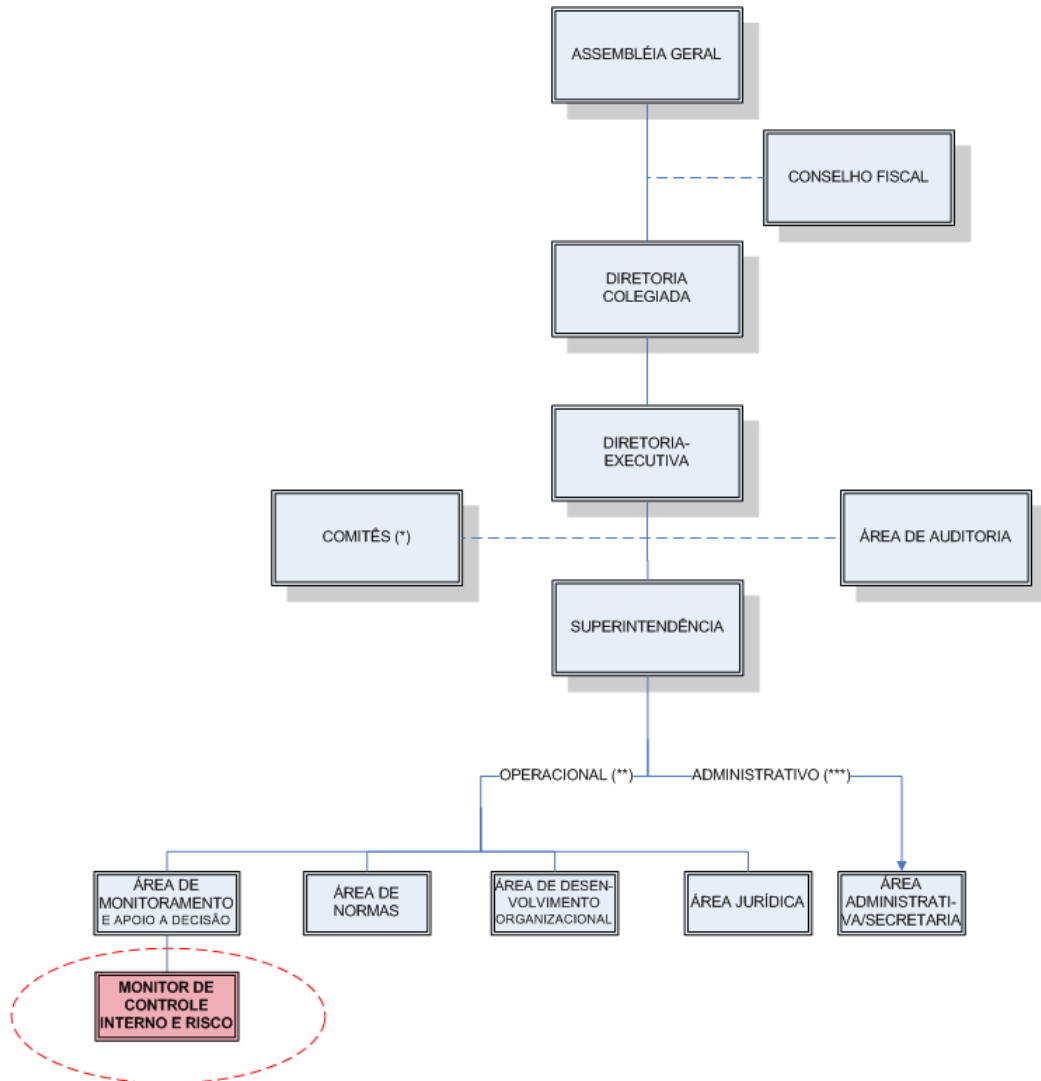 ASSEMBLÉIA GERAL
CONSELHO FISCAL
DIRETORIA
COLEGIADA
DIRETORIA-
EXECUTIVA
COMITÊS (*)
ÁREA DE AUDITORIA
SUPERINTENDÊNCIA
OPERACIONAL (**)
ADMINISTRATIVO (***)
ÁREA DE
MONITORAMENTO
E APOIO A DECISÃO
ÁREA DE
NORMAS
ÁREA DE DESEN-
VOLVIMENTO
ORGANIZACIONAL
ÁREA JURÍDICA
ÁREA
ADMINISTRATI-
VA/SECRETARIA
MONITOR DE
CONTROLE
INTERNO E RISCO